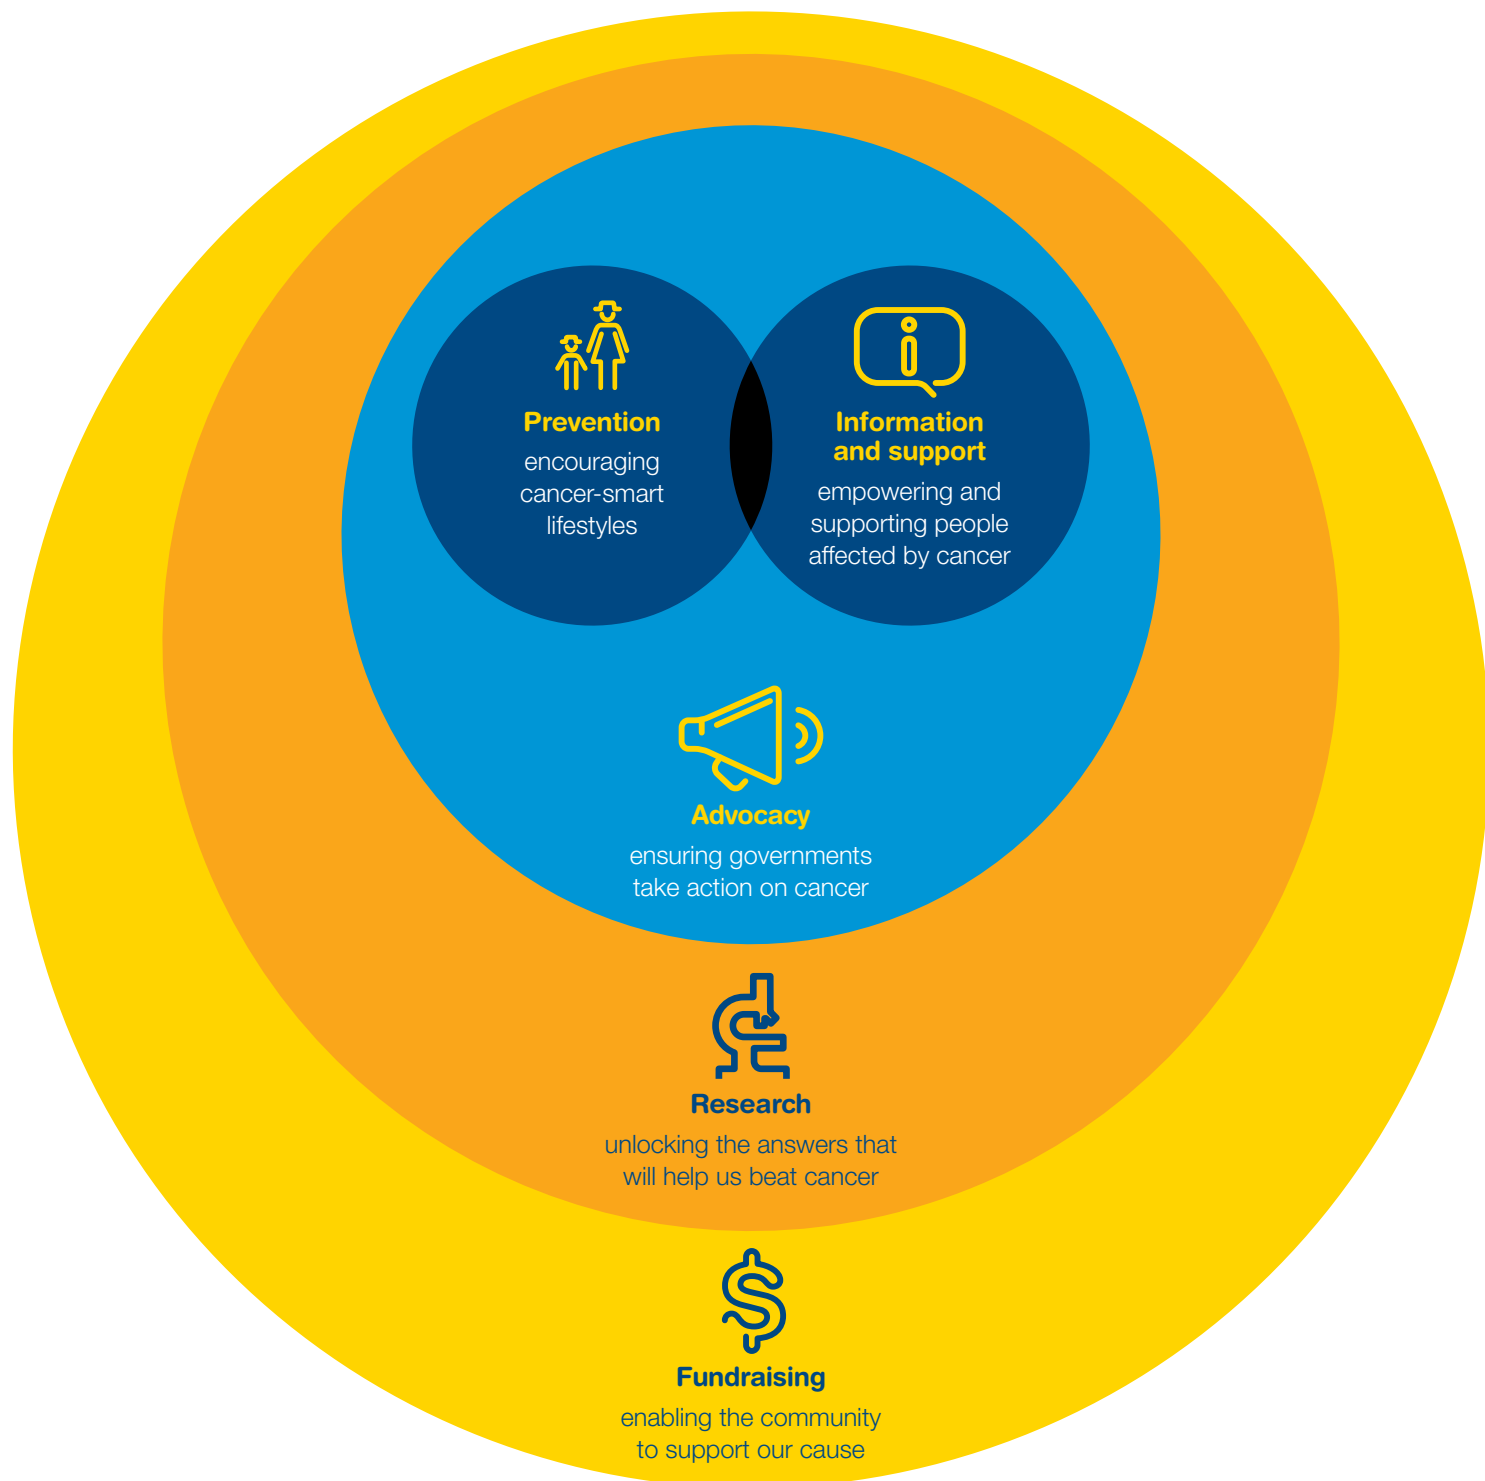 Prevention
encouraging
cancer-smart
lifestyles
Information
and support
empowering and
supporting people
affected by cancer
Advocacy
ensuring governments
take action on cancer
Research
unlocking the answers that
will help us beat cancer
Fundraising
enabling the community
to support our cause